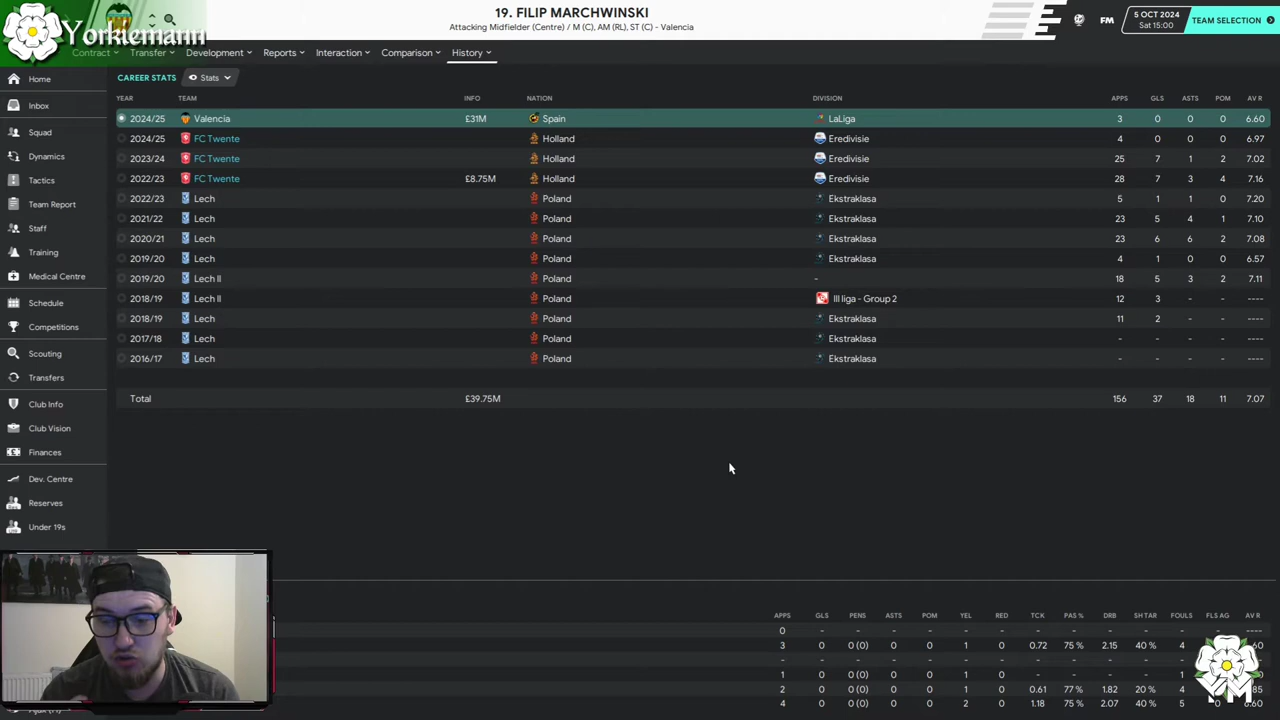 19. FILIP MARCHWINSKI
Attacking Midfielder (Centre) / M (C), AM (RL), ST (C) - Valencia
5 OCT 2024
Sat 15:00
TEAM SELECTION
FM
Yorkiemann
Contract Transfer Development Reports Interaction Comparison History
CAREER STATS Stats
YEAR TEAM INFO NATION DIVISION APPS GLS ASTS POM AV R
2024/25 Valencia £31M Spain LaLiga 3 0 0 0 6.60
2024/25 FC Twente Holland Eredivisie 4 0 0 0 6.97
2023/24 FC Twente Holland Eredivisie 25 7 1 2 7.02
2022/23 FC Twente £8.75M Holland Eredivisie 28 7 3 4 7.16
2022/23 Lech Poland Ekstraklasa 5 1 1 0 7.20
2021/22 Lech Poland Ekstraklasa 23 5 4 1 7.10
2020/21 Lech Poland Ekstraklasa 23 6 6 2 7.08
2019/20 Lech Poland Ekstraklasa 4 1 0 0 6.57
2019/20 Lech II Poland - 18 5 3 2 7.11
2018/19 Lech II Poland III liga - Group 2 12 3 - - ----
2018/19 Lech Poland Ekstraklasa 11 2 - - ----
2017/18 Lech Poland Ekstraklasa - - - - ----
2016/17 Lech Poland Ekstraklasa - - - - ----
Total £39.75M 156 37 18 11 7.07
Home
Inbox
Squad
Dynamics
Tactics
Team Report
Staff
Training
Medical Centre
Schedule
Competitions
Scouting
Transfers
Club Info
Club Vision
Finances
Dev. Centre
Reserves
Under 19s
APPS GLS PENS ASTS POM YEL RED TCK PAS % DRB SH TAR FOULS FLS AG AV R
0 - - - - - - - - - - - - ----
3 0 0 (0) 0 0 1 0 0.72 75 % 2.15 40 % 4 60
- - - - - - - - - - - -
1 0 0 (0) 0 0 1 0 - - - - 1
2 0 0 (0) 0 0 1 0 0.61 77 % 1.82 20 % 4 85
4 0 0 (0) 0 0 2 0 1.18 75 % 2.07 40 % 5 0 6.60
YM